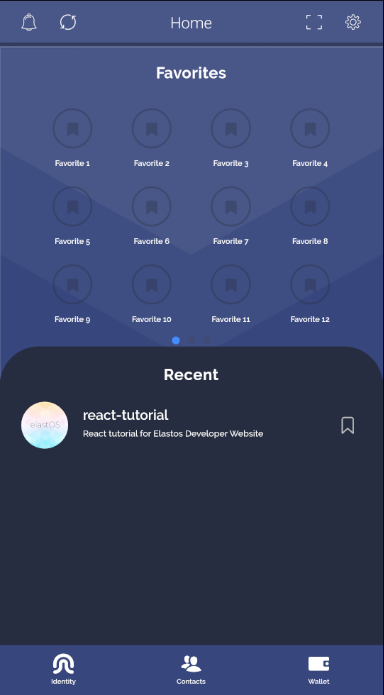 Home
Favorites
Favorite 1 Favorite 2 Favorite 3 Favorite 4
Favorite 5 Favorite 6 Favorite 7 Favorite 8
Favorite 9 Favorite 10 Favorite 11 Favorite 12
Recent
elastOS
react-tutorial
React tutorial for Elastos Developer Website
Identity Contacts Wallet